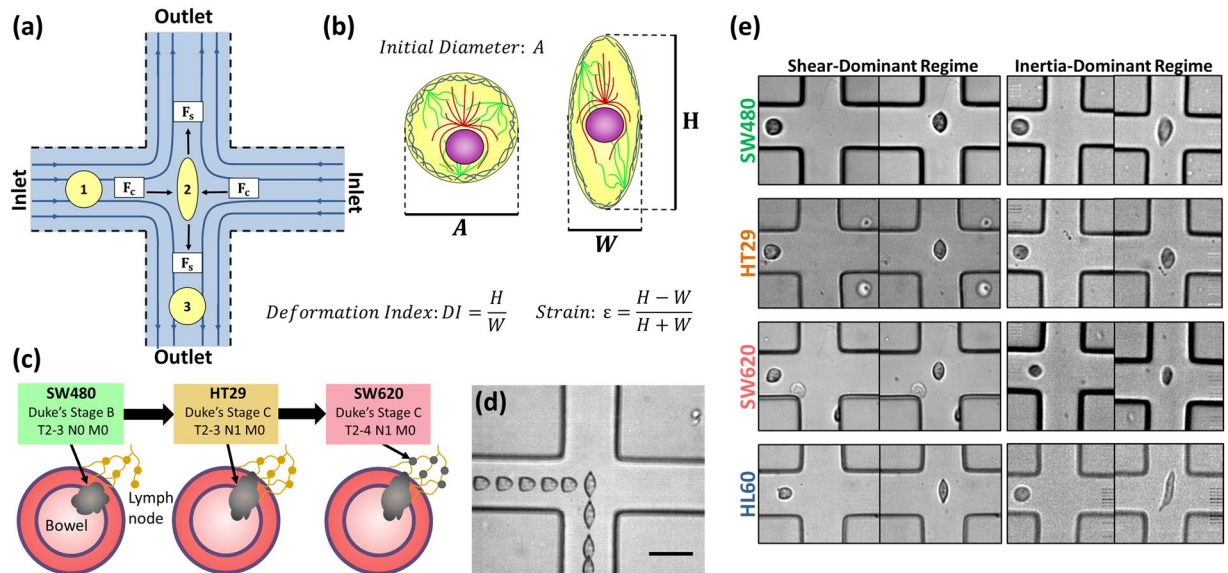 (a)
Outlet
Inlet
F_S
1
F_c
2
F_c
F_S
3
Inlet
Outlet
(b)
Initial Diameter: A
A
H
W
Deformation Index: DI = H/W
Strain: ε = (H − W)/(H + W)
(c)
SW480
Duke's Stage B
T2-3 N0 M0
HT29
Duke's Stage C
T2-3 N1 M0
SW620
Duke's Stage C
T2-4 N1 M0
Bowel
Lymph
node
(d)
(e)
Shear-Dominant Regime
Inertia-Dominant Regime
SW480
HT29
SW620
HL60